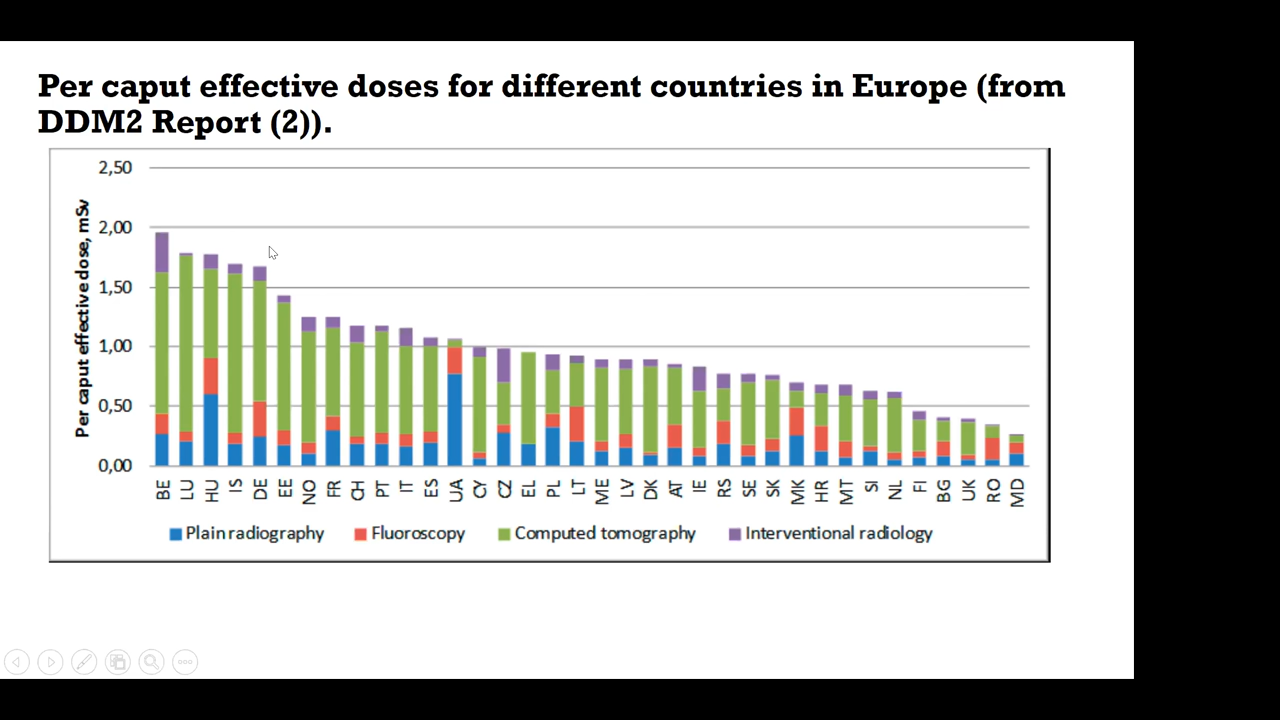 Per caput effective doses for different countries in Europe (from
DDM2 Report (2)).
Per caput effective dose, mSv
2,50
2,00
1,50
1,00
0,50
0,00
BE LU HU IS DE EE NO FR CH PT IT ES UA CY CZ EL PL LT ME LV DK AT IE RS SE SK MK HR MT SI NL FI BG UK RO MD
Plain radiography Fluoroscopy Computed tomography Interventional radiology